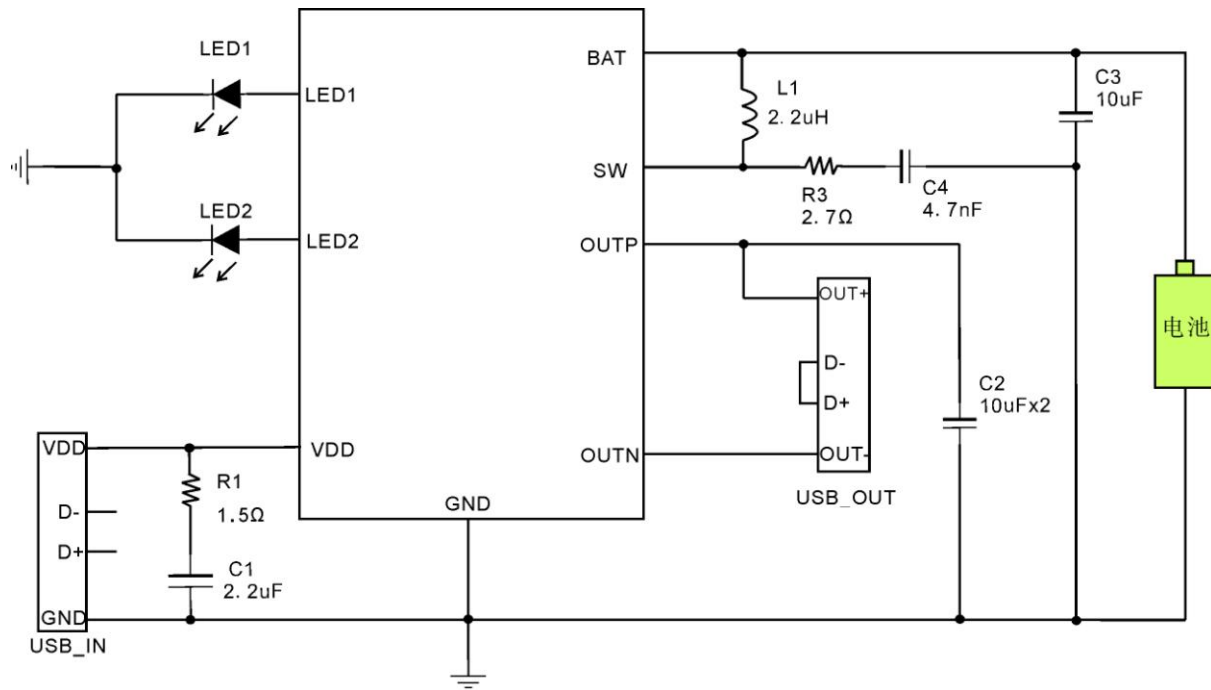 LED1
LED1
LED2
LED2
BAT
SW
OUTP
OUTN
VDD
GND
L1
2.2uH
R3
2.7Ω
C4
4.7nF
C3
10uF
OUT+
D-
D+
OUT-
USB_OUT
C2
10uFx2
电池
VDD
D-
D+
GND
USB_IN
R1
1.5Ω
C1
2.2uF